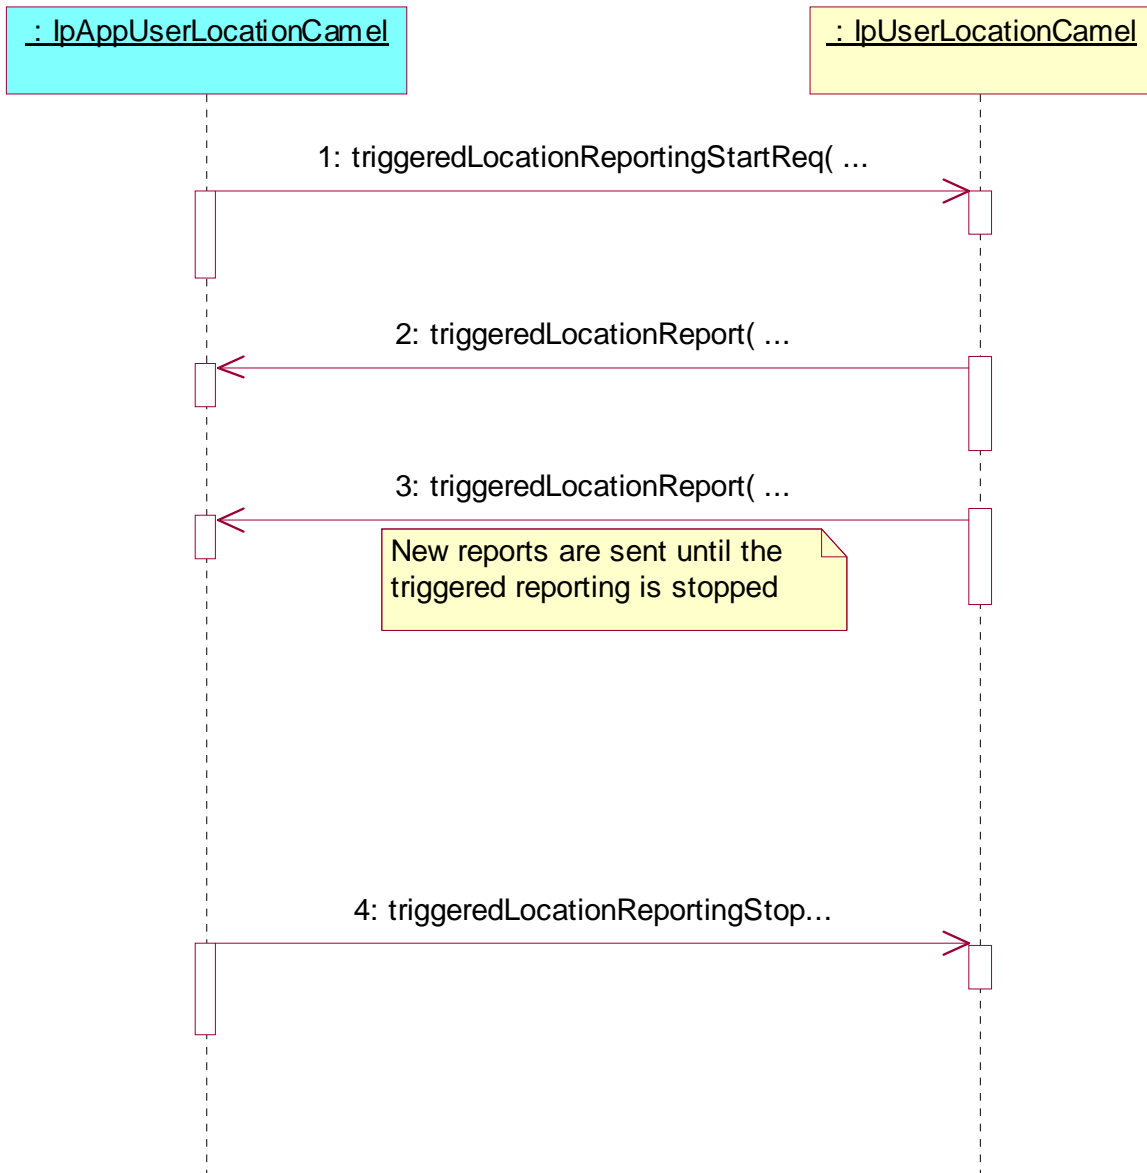 : IpAppUserLocationCamel
: IpUserLocationCamel
1: triggeredLocationReportingStartReq( ...
2: triggeredLocationReport( ...
3: triggeredLocationReport( ...
New reports are sent until the
triggered reporting is stopped
4: triggeredLocationReportingStop...